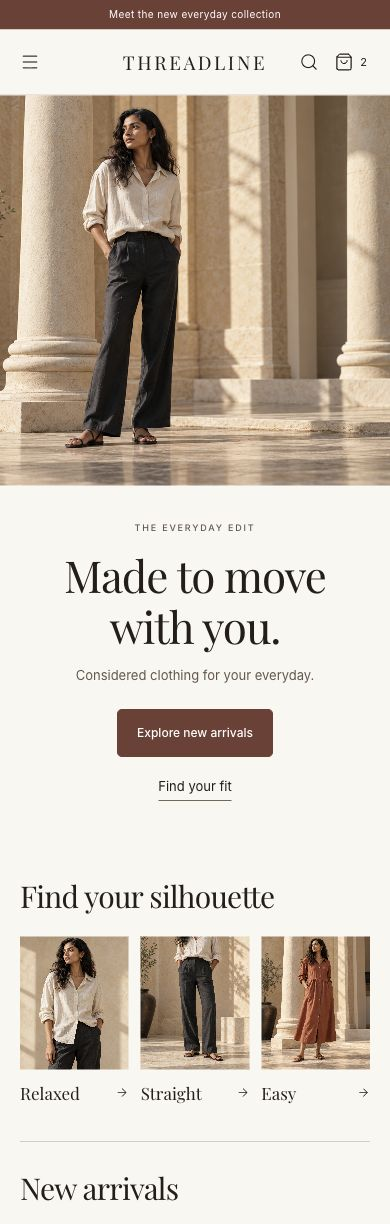 Meet the new everyday collection
THREADLINE
2
THE EVERYDAY EDIT
Made to move
with you.
Considered clothing for your everyday.
Explore new arrivals
Find your fit
Find your silhouette
Relaxed →
Straight →
Easy →
New arrivals